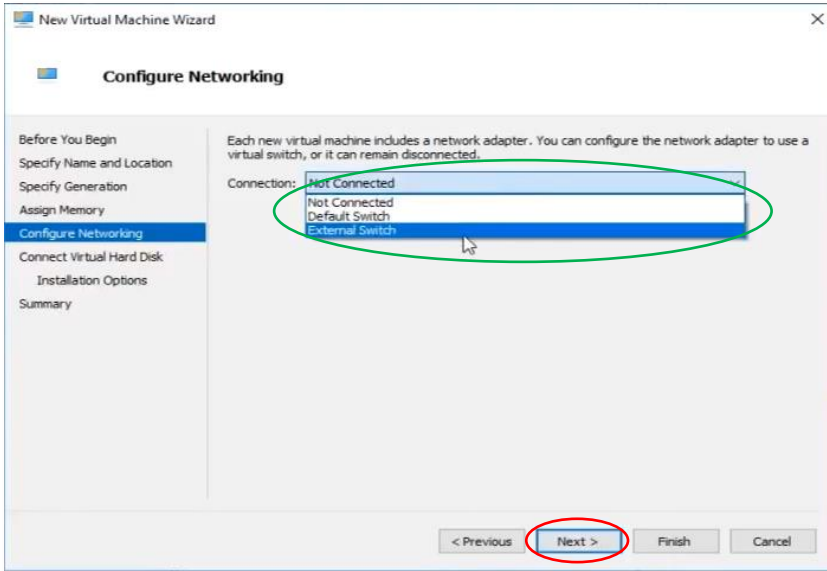 New Virtual Machine Wizard
Configure Networking
Before You Begin
Specify Name and Location
Specify Generation
Assign Memory
Configure Networking
Connect Virtual Hard Disk
Installation Options
Summary
Each new virtual machine includes a network adapter. You can configure the network adapter to use a
virtual switch, or it can remain disconnected.
Connection: Not Connected
Not Connected
Default Switch
External Switch
< Previous Next > Finish Cancel